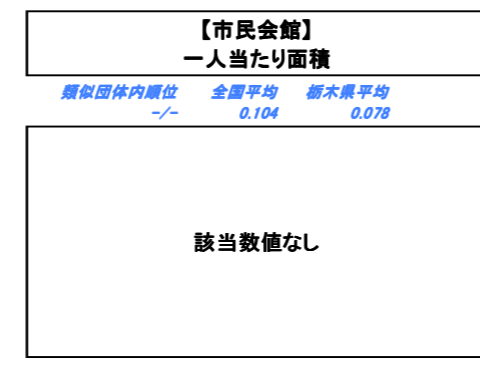 【市民会館】
一人当たり面積
類似団体内順位 全国平均 栃木県平均
-/- 0.104 0.078
該当数値なし